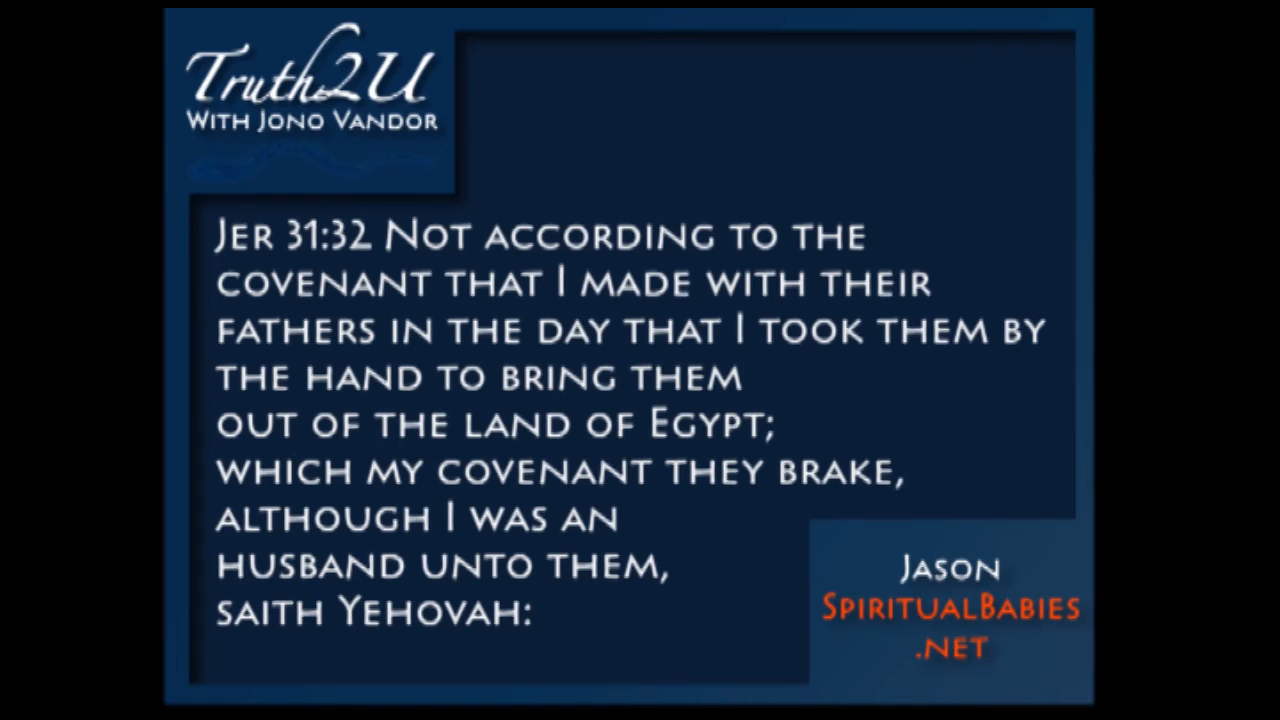 Truth2U
With Jono Vandor
Jer 31:32 Not according to the
covenant that I made with their
fathers in the day that I took them by
the hand to bring them
out of the land of Egypt;
which my covenant they brake,
although I was an
husband unto them,
saith Yehovah:
Jason
SpiritualBabies
.net